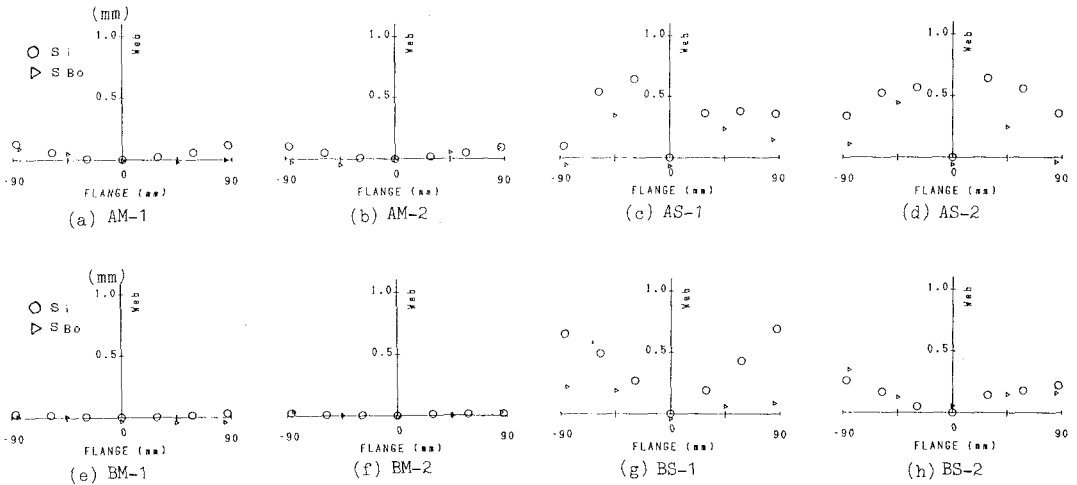 (mm)
1.0 Web
○ Si
▷ SBo
0.5
-90 0 90
FLANGE (mm)
(a) AM-1
1.0 Web
0.5
-90 0 90
FLANGE (mm)
(b) AM-2
1.0 Web
0.5
-90 0 90
FLANGE (mm)
(c) AS-1
1.0 Web
0.5
-90 0 90
FLANGE (mm)
(d) AS-2
(mm)
1.0 Web
○ Si
▷ SBo
0.5
-90 0 90
FLANGE (mm)
(e) BM-1
1.0 Web
0.5
-90 0 90
FLANGE (mm)
(f) BM-2
1.0 Web
0.5
-90 0 90
FLANGE (mm)
(g) BS-1
1.0 Web
0.5
-90 0 90
FLANGE (mm)
(h) BS-2